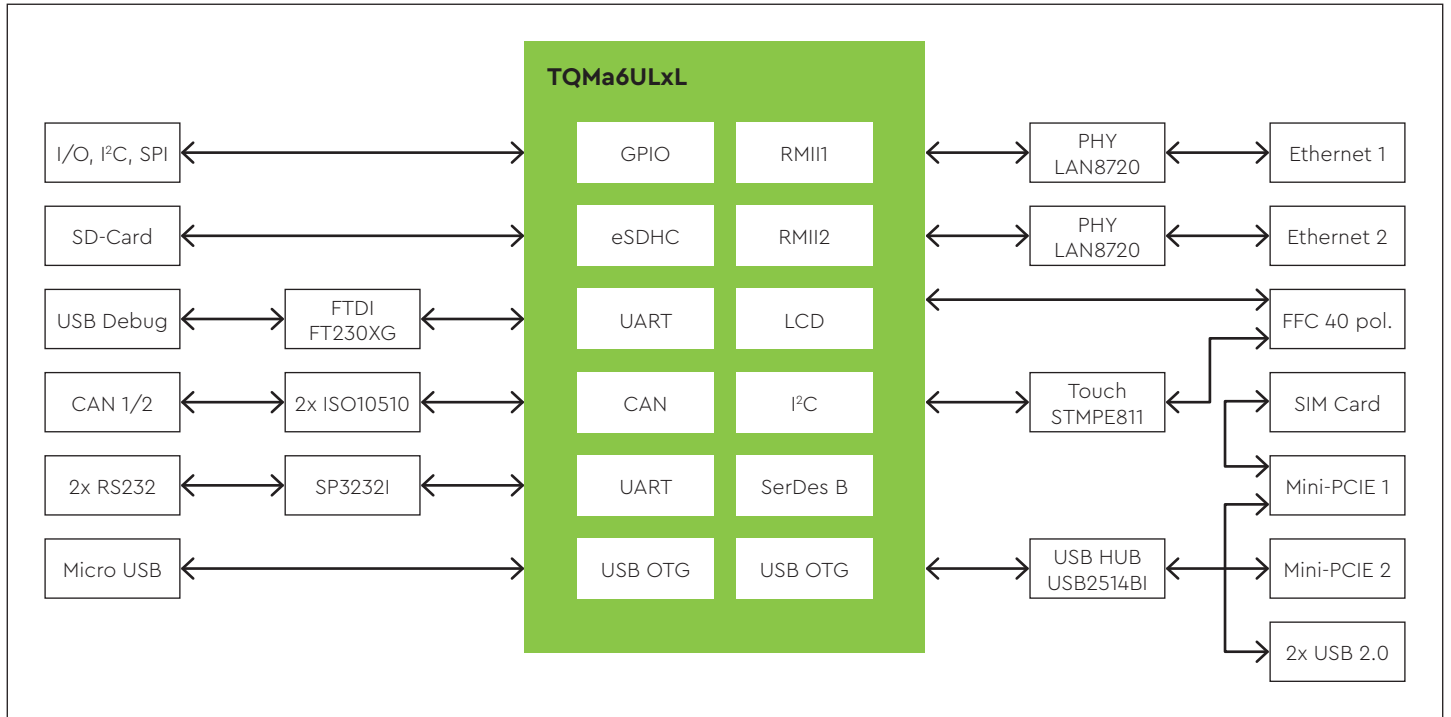 TQMa6ULxL
I/O, I²C, SPI
GPIO
RMII1
PHY
LAN8720
Ethernet 1
SD-Card
eSDHC
RMII2
PHY
LAN8720
Ethernet 2
USB Debug
FTDI
FT230XG
UART
LCD
FFC 40 pol.
CAN 1/2
2x ISO10510
CAN
I²C
Touch
STMPE811
SIM Card
2x RS232
SP3232I
UART
SerDes B
Mini-PCIE 1
Micro USB
USB OTG
USB OTG
USB HUB
USB2514BI
Mini-PCIE 2
2x USB 2.0